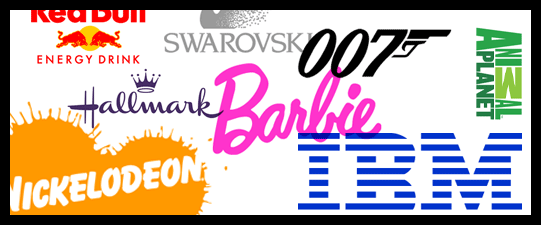 Red Bull
ENERGY DRINK
SWAROVSKI
007
ANIMAL
PLANET
Hallmark
Barbie
NICKELODEON
IBM